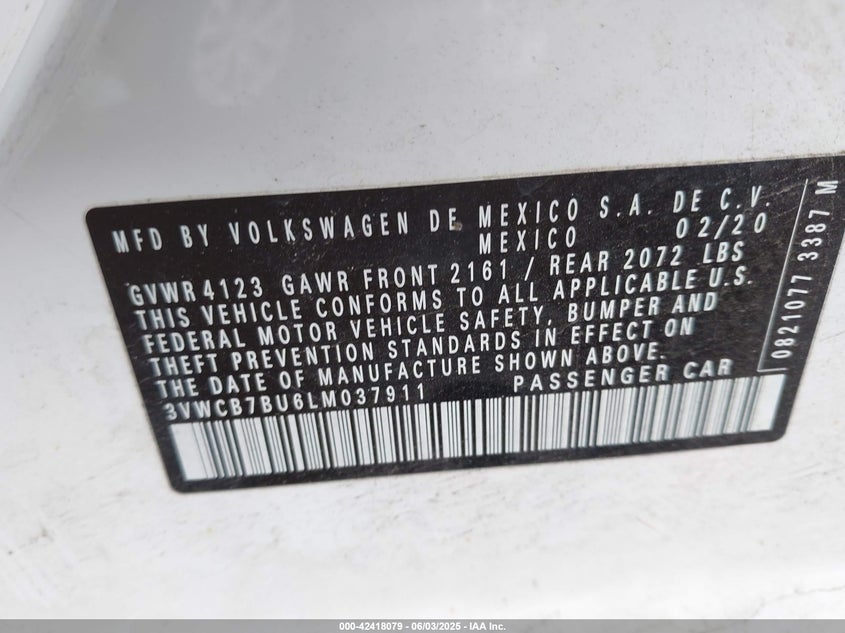 MFD BY VOLKSWAGEN DE MEXICO S.A. DE C.V.
MEXICO 02/20
GVWR 4123 GAWR FRONT 2161 / REAR 2072 LBS
THIS VEHICLE CONFORMS TO ALL APPLICABLE U.S.
FEDERAL MOTOR VEHICLE SAFETY, BUMPER AND
THEFT PREVENTION STANDARDS IN EFFECT ON
THE DATE OF MANUFACTURE SHOWN ABOVE.
3VWCB7BU6LM037911 PASSENGER CAR
0821077 3387 M
000-42418079 - 06/03/2025 - IAA Inc.